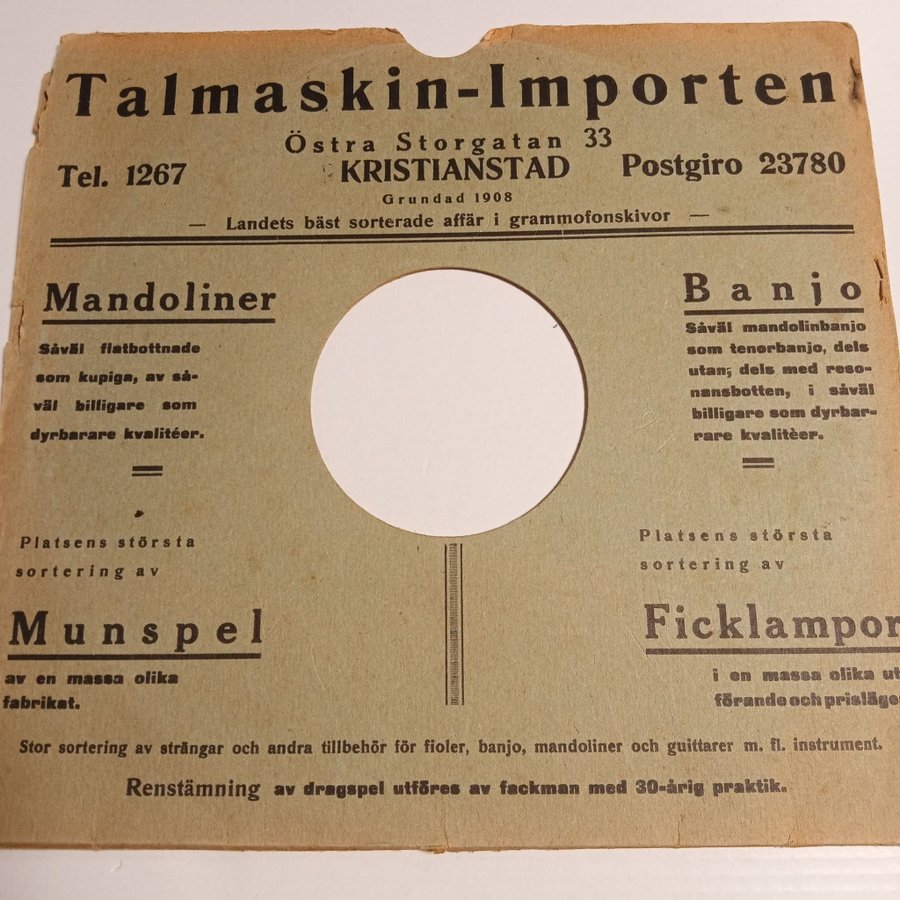 Talmaskin-Importen
Östra Storgatan 33
Tel. 1267 KRISTIANSTAD Postgiro 23780
Grundad 1908
— Landets bäst sorterade affär i grammofonskivor —
Mandoliner
Såväl flatbottnade
som kupiga, av så-
väl billigare som
dyrbarare kvalitéer.
Banjo
Såväl mandolinbanjo
som tenorbanjo, dels
utan; dels med reso-
nansbotten, i såväl
billigare som dyrbar-
rare kvalitèer.
Platsens största
sortering av
Munspel
av en massa olika
fabrikat.
Platsens största
sortering av
Ficklampor
i en massa olika ut
förande och prisläge
Stor sortering av strängar och andra tillbehör för fioler, banjo, mandoliner och guittarer m. fl. instrument.
Renstämning av dragspel utföres av fackman med 30-årig praktik.